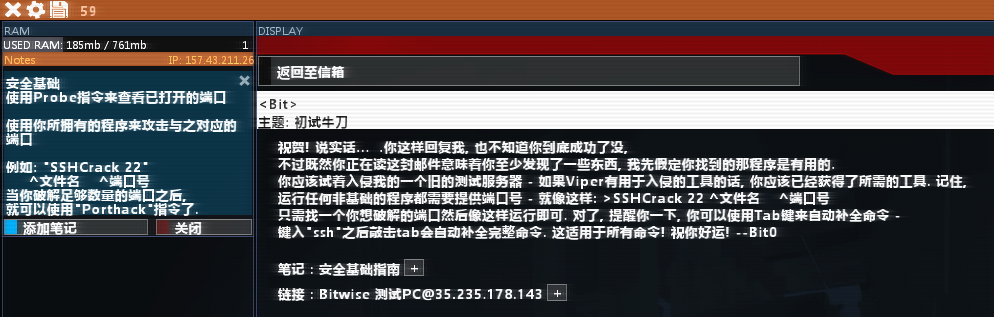 59
RAM
USED RAM: 185mb / 761mb 1
Notes IP: 157.43.211.26
安全基础
使用Probe指令来查看已打开的端口
使用你所拥有的程序来攻击与之对应的
端口
例如: "SSHCrack 22"
^文件名 ^端口号
当你破解足够数量的端口之后,
就可以使用"Porthack"指令了.
添加笔记 关闭
DISPLAY
返回至信箱
<Bit>
主题: 初试牛刀
祝贺! 说实话... .你这样回复我, 也不知道你到底成功了没,
不过既然你正在读这封邮件意味着你至少发现了一些东西, 我先假定你找到的那程序是有用的.
你应该试着入侵我的一个旧的测试服务器 - 如果Viper有用于入侵的工具的话, 你应该已经获得了所需的工具. 记住,
运行任何非基础的程序都需要提供端口号 - 就像这样: >SSHCrack 22 ^文件名 ^端口号
只需找一个你想破解的端口然后像这样运行即可. 对了, 提醒你一下, 你可以使用Tab键来自动补全命令 -
键入"ssh"之后敲击tab会自动补全完整命令. 这适用于所有命令! 祝你好运! --Bit0
笔记 : 安全基础指南 +
链接 : Bitwise 测试PC@35.235.178.143 +